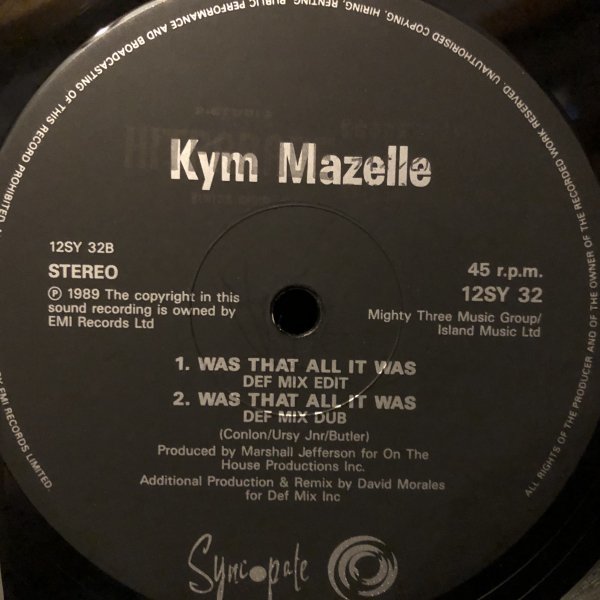 UNAUTHORISED COPYING, HIRING, RENTING, PUBLIC PERFORMANCE AND BROADCASTING OF THIS RECORD PROHIBITED.
Kym Mazelle
12SY 32B
STEREO
℗ 1989 The copyright in this
sound recording is owned by
EMI Records Ltd
45 r.p.m.
12SY 32
Mighty Three Music Group/
Island Music Ltd
1. WAS THAT ALL IT WAS
DEF MIX EDIT
2. WAS THAT ALL IT WAS
DEF MIX DUB
(Conlon/Ursy Jnr/Butler)
Produced by Marshall Jefferson for On The
House Productions Inc.
Additional Production & Remix by David Morales
for Def Mix Inc
Syncopate
BY EMI RECORDS LIMITED.
ALL RIGHTS OF THE PRODUCER AND OF THE OWNER OF THE RECORDED WORK RESERVED.